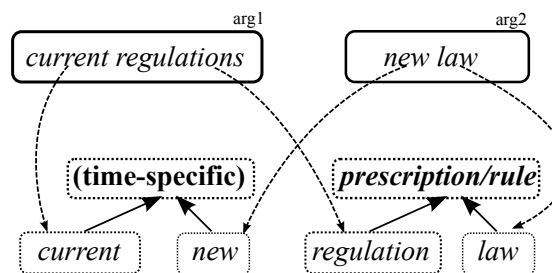 arg1
arg2
current regulations
new law
(time-specific)
prescription/rule
current
new
regulation
law